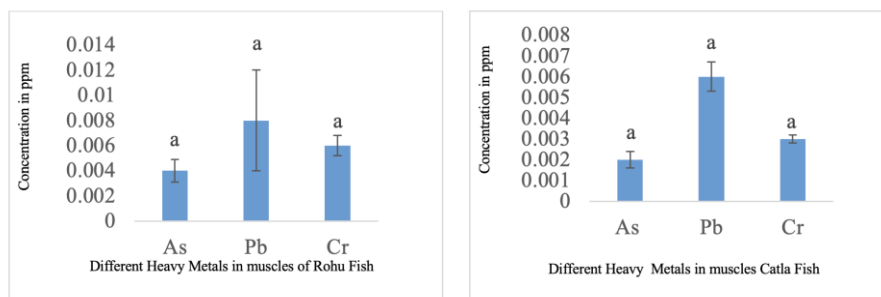 Concentration in ppm
0.014
0.012
0.01
0.008
0.006
0.004
0.002
0
a
a
a
As Pb Cr
Different Heavy Metals in muscles of Rohu Fish
Concentration in ppm
0.008
0.007
0.006
0.005
0.004
0.003
0.002
0.001
0
a
a
a
As Pb Cr
Different Heavy Metals in muscles Catla Fish